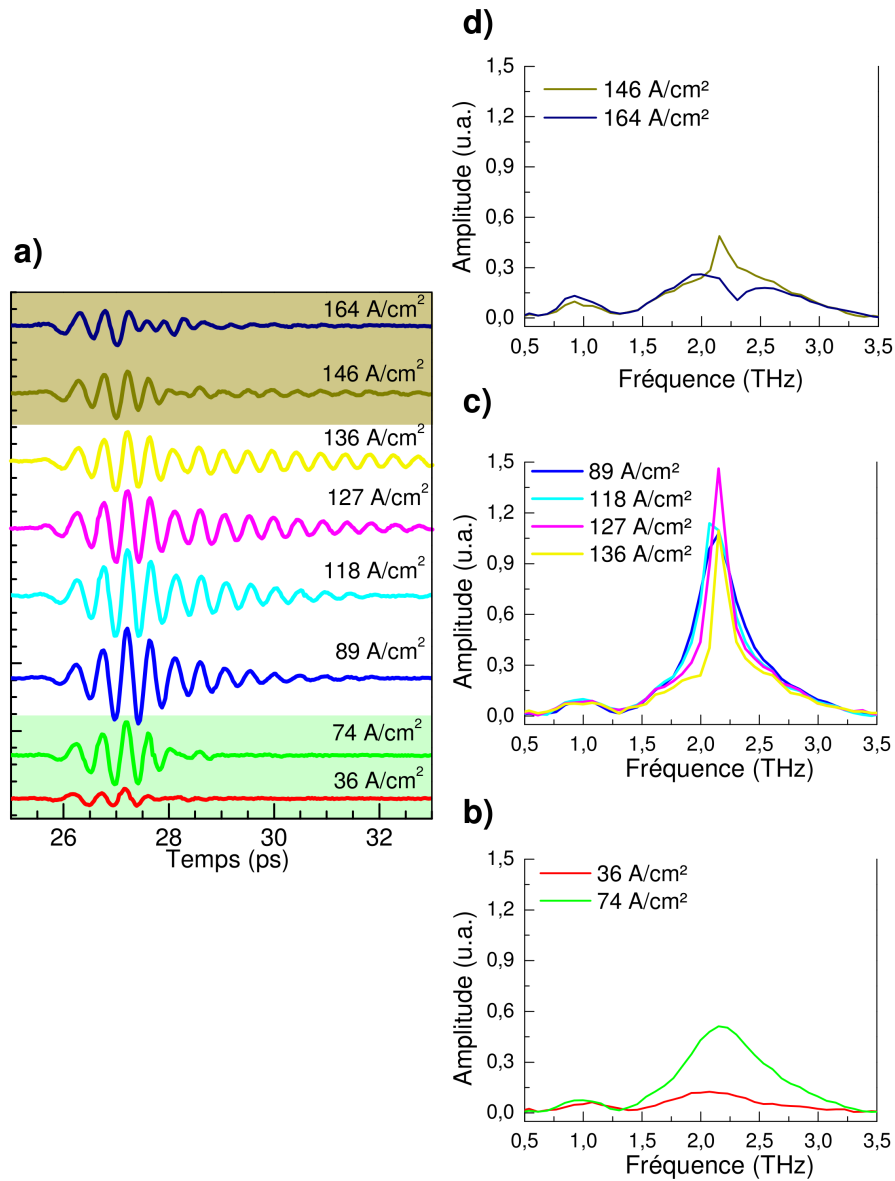 a)
164 A/cm²
146 A/cm²
136 A/cm²
127 A/cm²
118 A/cm²
89 A/cm²
74 A/cm²
36 A/cm²
26 28 30 32
Temps (ps)
d)
1,5
1,2
0,9
0,6
0,3
0,0
Amplitude (u.a.)
146 A/cm²
164 A/cm²
0,5 1,0 1,5 2,0 2,5 3,0 3,5
Fréquence (THz)
c)
1,5
1,2
0,9
0,6
0,3
0,0
Amplitude (u.a.)
89 A/cm²
118 A/cm²
127 A/cm²
136 A/cm²
0,5 1,0 1,5 2,0 2,5 3,0 3,5
Fréquence (THz)
b)
1,5
1,2
0,9
0,6
0,3
0,0
Amplitude (u.a.)
36 A/cm²
74 A/cm²
0,5 1,0 1,5 2,0 2,5 3,0 3,5
Fréquence (THz)